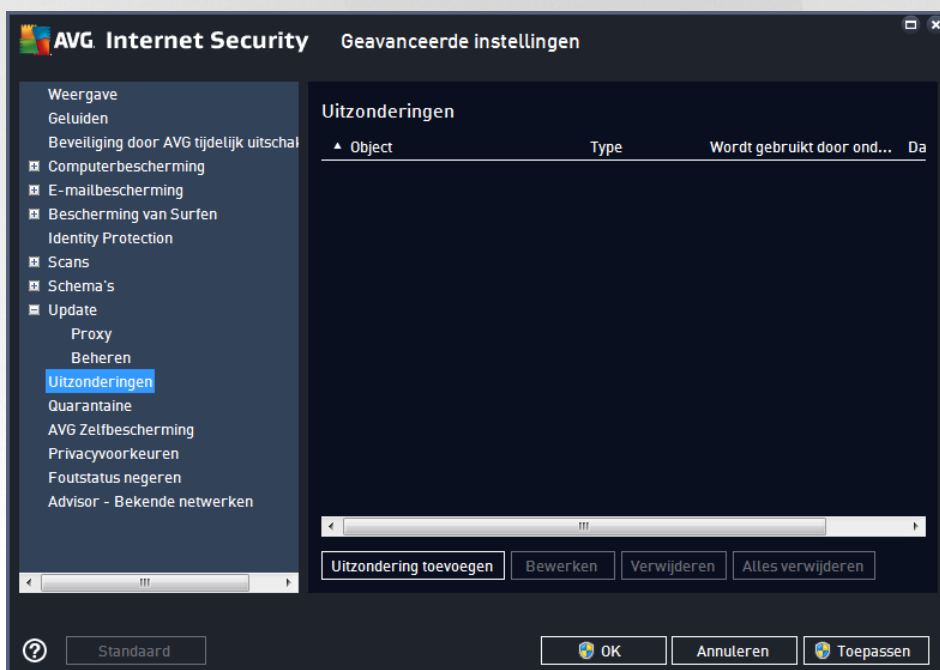 AVG. Internet Security Geavanceerde instellingen
Weergave
Geluiden
Beveiliging door AVG tijdelijk uitschal
Computerbescherming
E-mailbescherming
Bescherming van Surfen
Identity Protection
Scans
Schema's
Update
Proxy
Beheren
Uitzonderingen
Quarantaine
AVG Zelfbescherming
Privacyvoorkeuren
Foutstatus negeren
Advisor - Bekende netwerken
Uitzonderingen
Object Type Wordt gebruikt door ond... Da
Uitzondering toevoegen Bewerken Verwijderen Alles verwijderen
Standaard OK Annuleren Toepassen